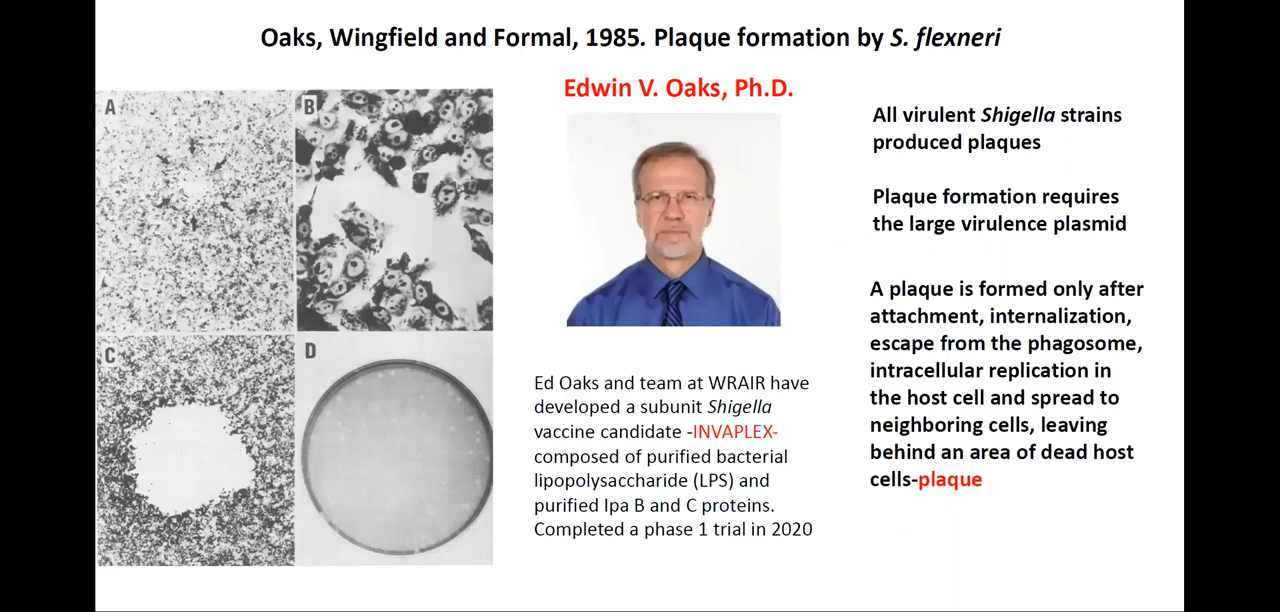 Oaks, Wingfield and Formal, 1985. Plaque formation by S. flexneri
A
B
C
D
Edwin V. Oaks, Ph.D.
Ed Oaks and team at WRAIR have
developed a subunit Shigella
vaccine candidate -INVAPLEX-
composed of purified bacterial
lipopolysaccharide (LPS) and
purified Ipa B and C proteins.
Completed a phase 1 trial in 2020
All virulent Shigella strains
produced plaques
Plaque formation requires
the large virulence plasmid
A plaque is formed only after
attachment, internalization,
escape from the phagosome,
intracellular replication in
the host cell and spread to
neighboring cells, leaving
behind an area of dead host
cells-plaque